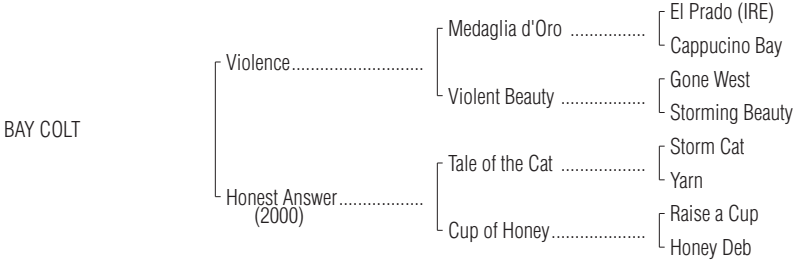 El Prado (IRE)
Medaglia d'Oro ................
Cappucino Bay
Violence............................
Gone West
Violent Beauty ..................
Storming Beauty
BAY COLT
Storm Cat
Tale of the Cat ..................
Yarn
Honest Answer..................
(2000)
Raise a Cup
Cup of Honey....................
Honey Deb